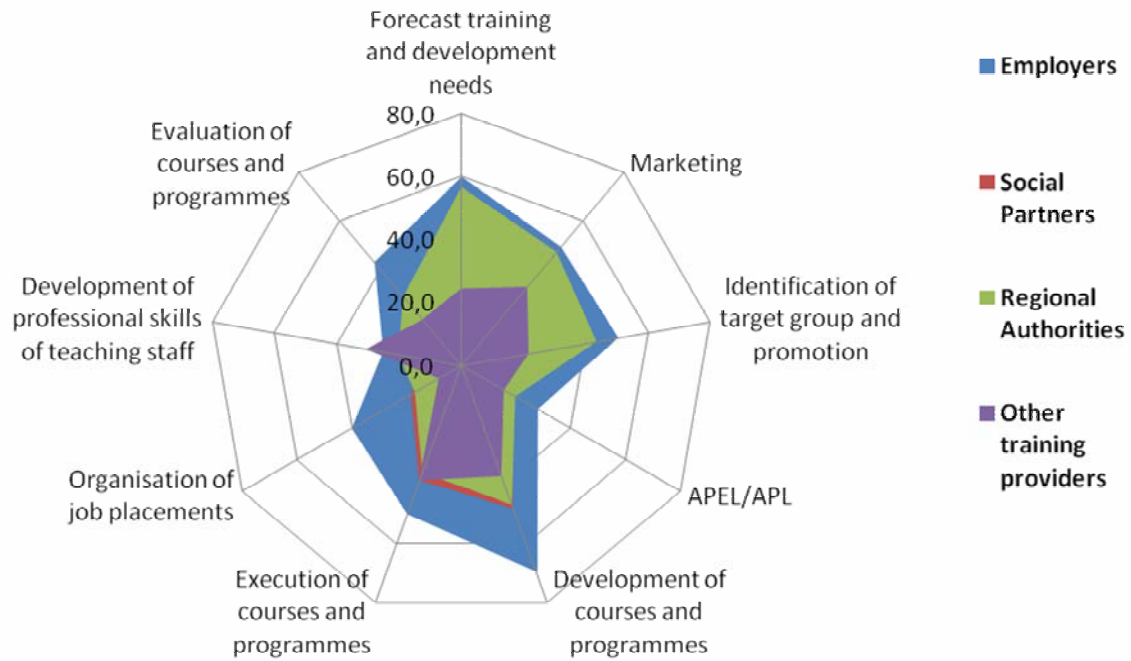 Forecast training
and development
needs
Marketing
Identification of
target group and
promotion
APEL/APL
Development of
courses and
programmes
Execution of
courses and
programmes
Organisation of
job placements
Development of
professional skills
of teaching staff
Evaluation of
courses and
programmes
80,0
60,0
40,0
20,0
0,0
Employers
Social
Partners
Regional
Authorities
Other
training
providers